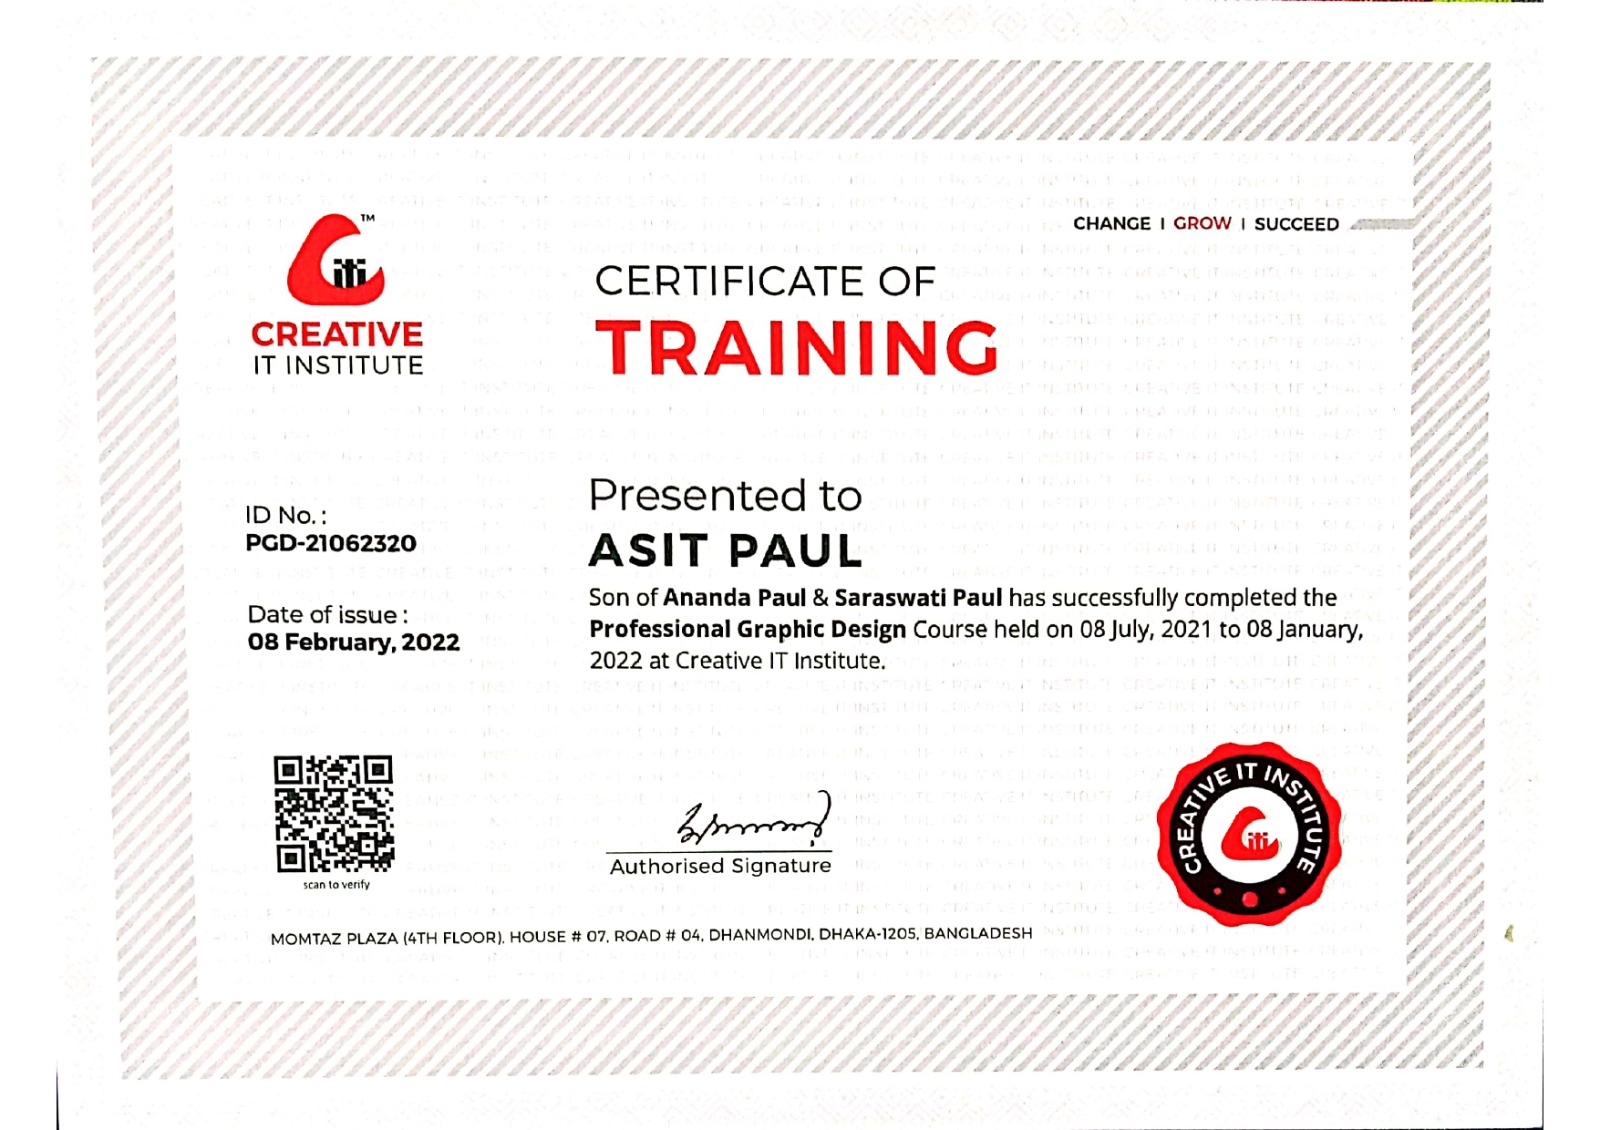 CHANGE | GROW | SUCCEED
iti
TM
CREATIVE
IT INSTITUTE
CERTIFICATE OF
TRAINING
ID No. :
PGD-21062320
Date of issue :
08 February, 2022
Presented to
ASIT PAUL
Son of Ananda Paul & Saraswati Paul has successfully completed the
Professional Graphic Design Course held on 08 July, 2021 to 08 January,
2022 at Creative IT Institute.
scan to verify
Authorised Signature
CREATIVE IT INSTITUTE
iti
MOMTAZ PLAZA (4TH FLOOR), HOUSE # 07, ROAD # 04, DHANMONDI, DHAKA-1205, BANGLADESH